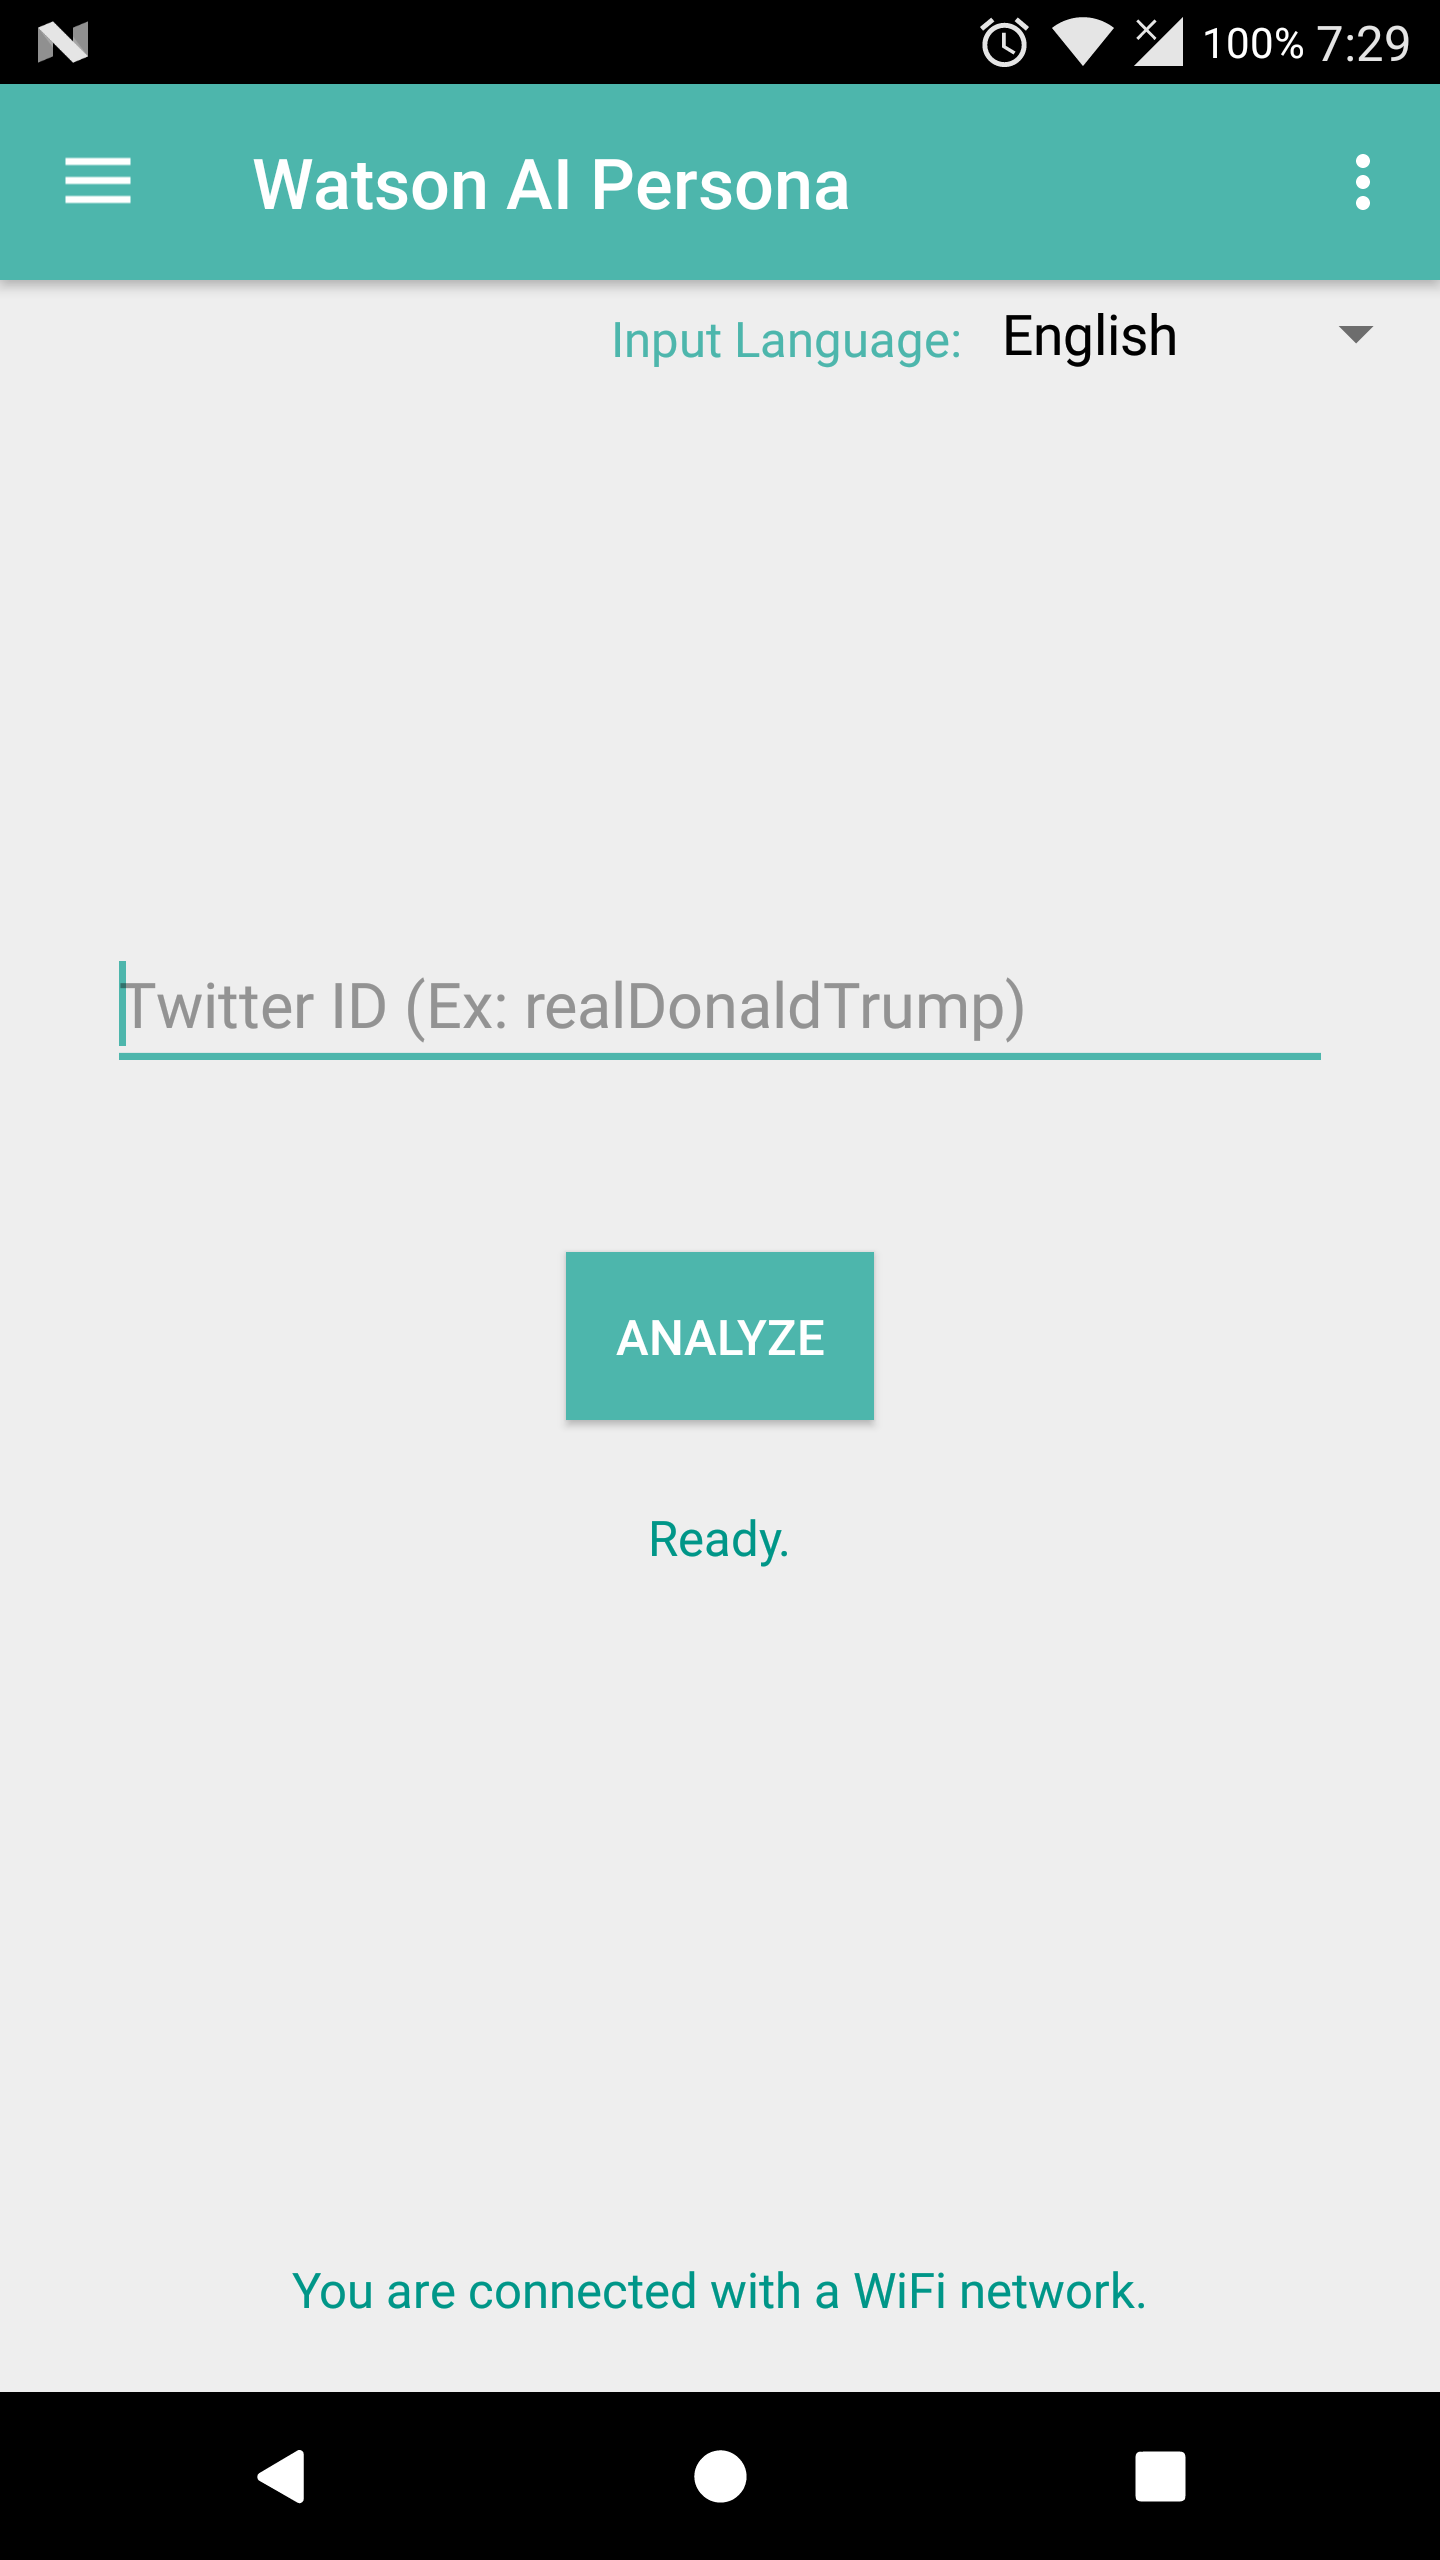 100% 7:29
Watson AI Persona
Input Language: English
Twitter ID (Ex: realDonaldTrump)
ANALYZE
Ready.
You are connected with a WiFi network.